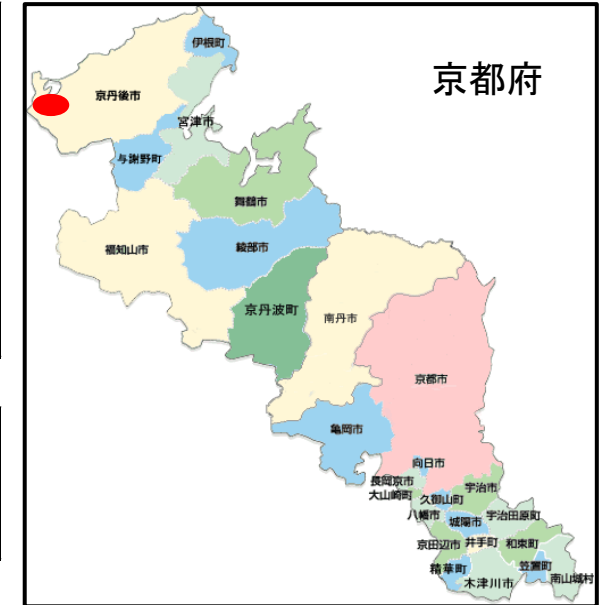 京都府
伊根町
京丹後市
宮津市
与謝野町
舞鶴市
福知山市
綾部市
京丹波町
南丹市
京都市
亀岡市
向日市
長岡京市
大山崎町
宇治市
久御山町
八幡市
城陽市
宇治田原町
京田辺市
井手町
和束町
精華町
笠置町
木津川市
南山城村